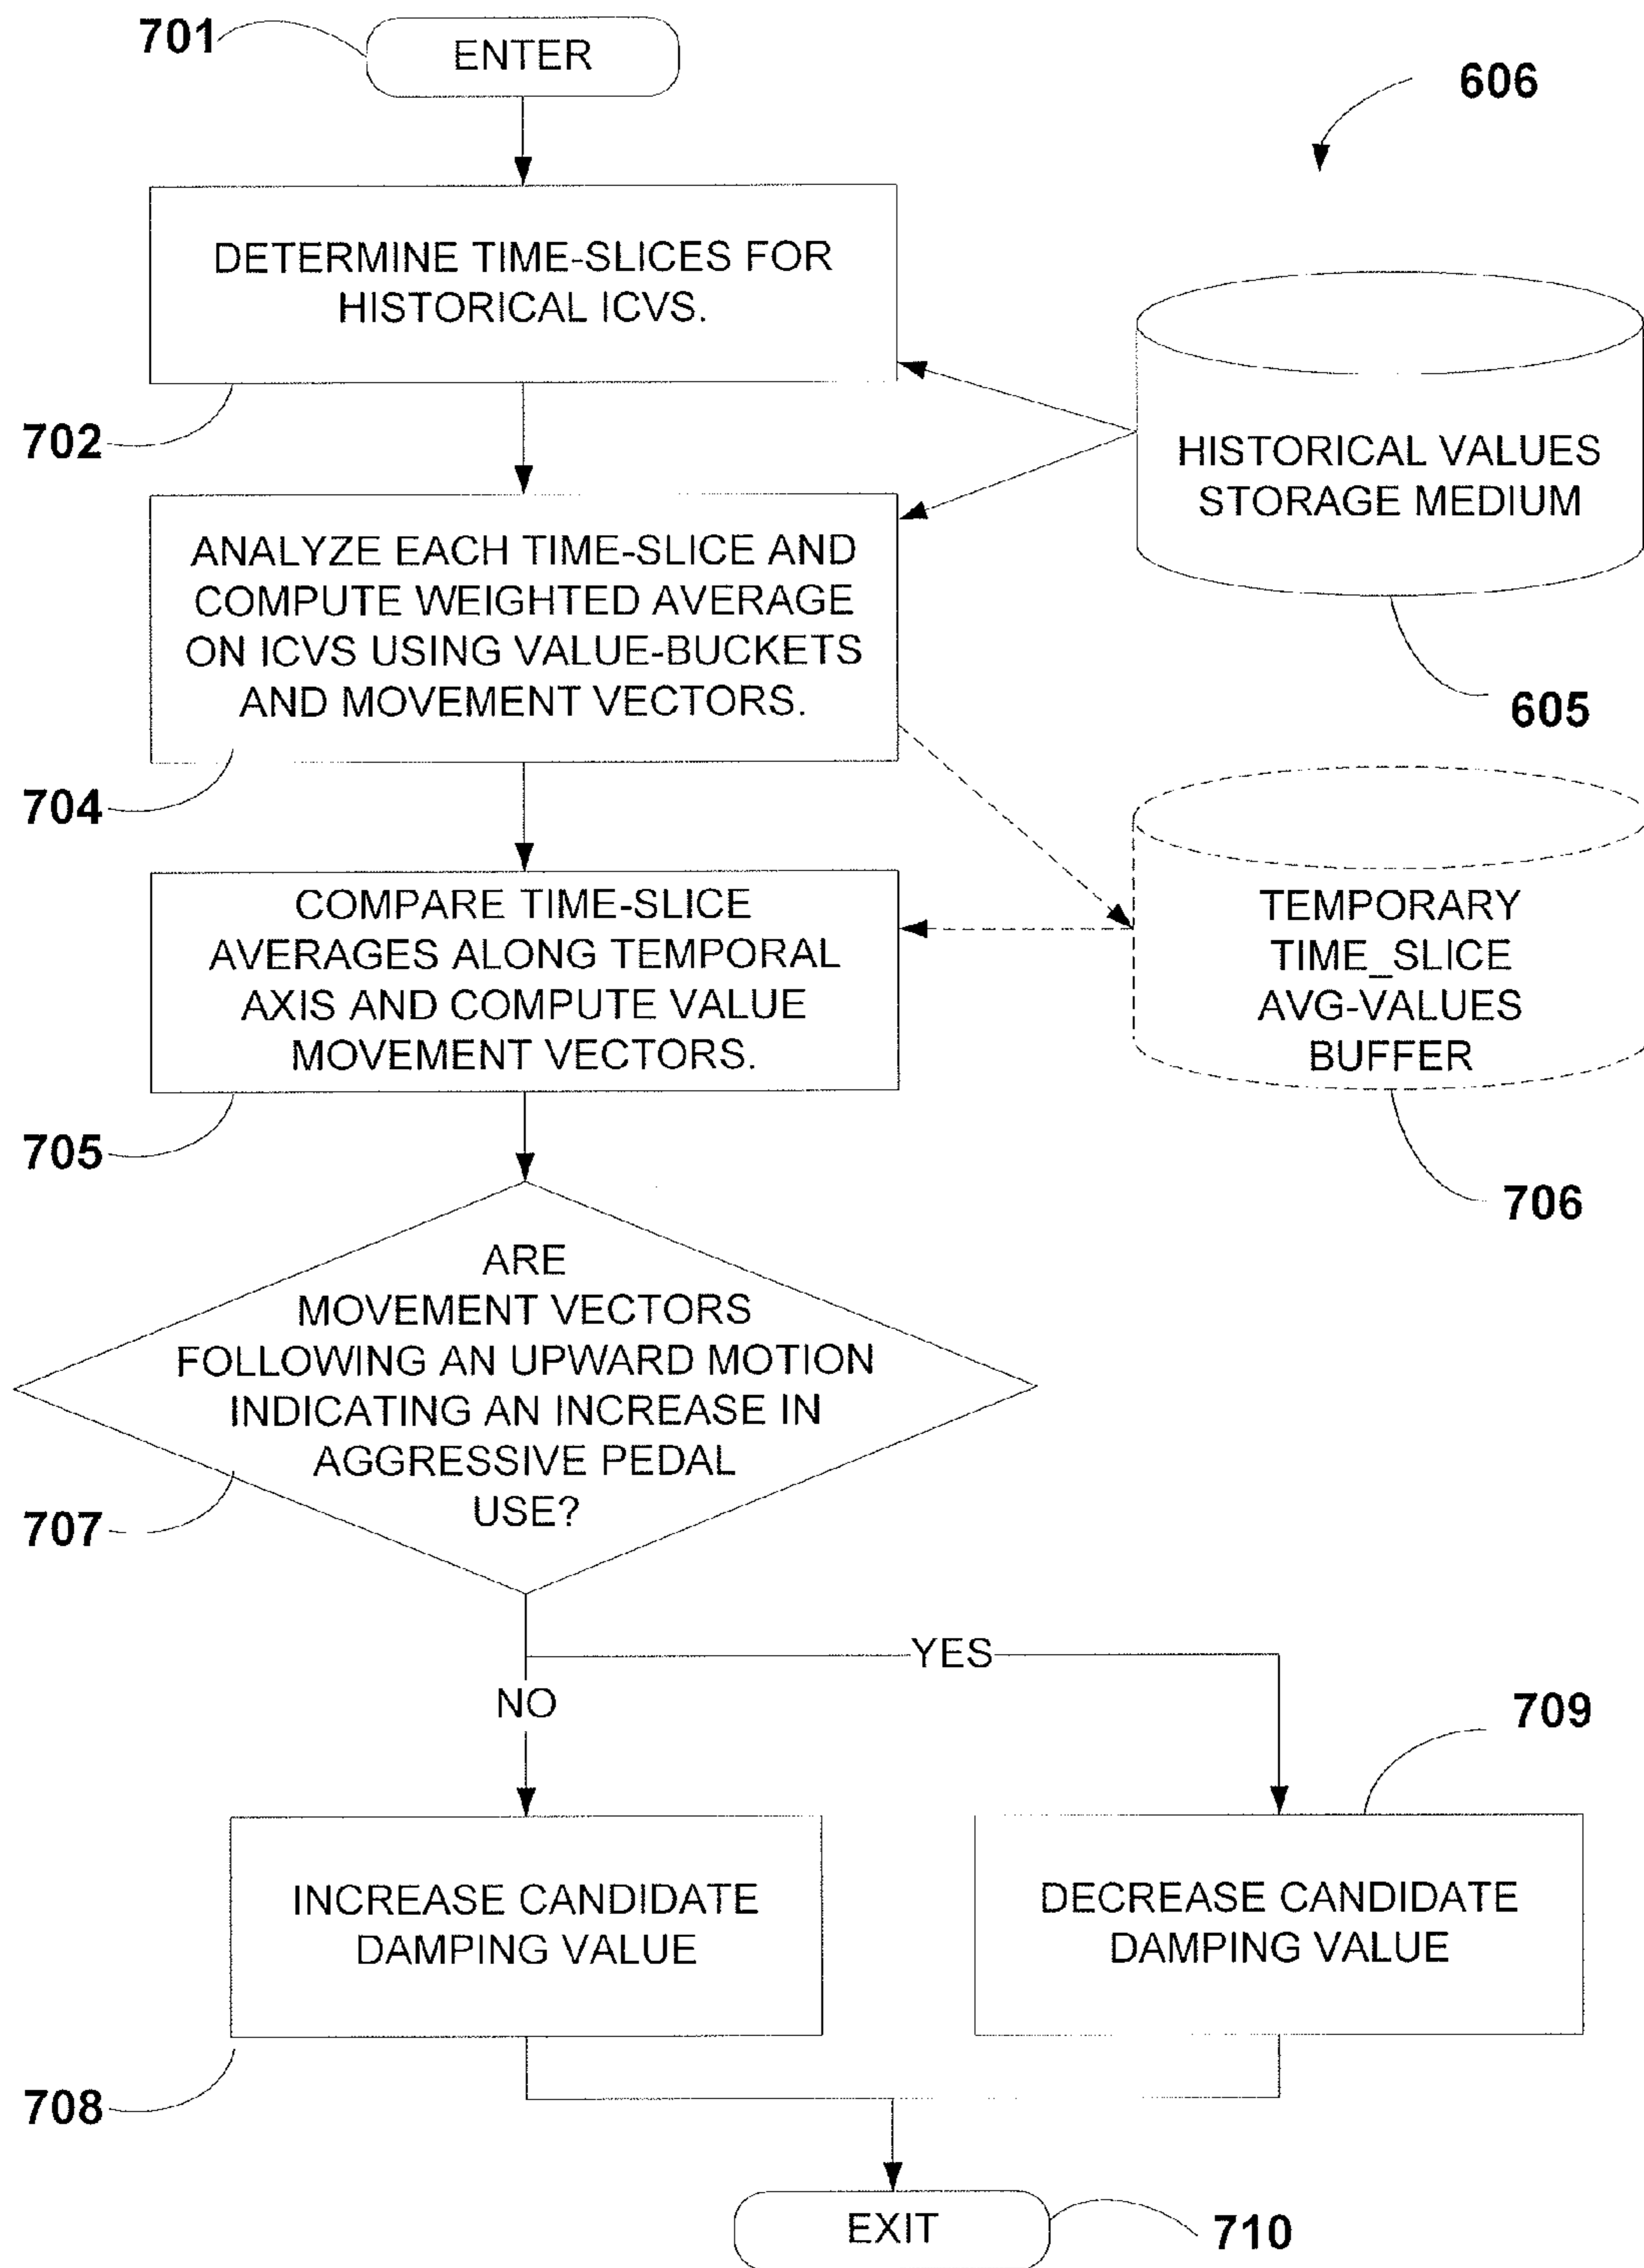 701
ENTER
606
DETERMINE TIME-SLICES FOR
HISTORICAL ICVS.
702
HISTORICAL VALUES
STORAGE MEDIUM
605
ANALYZE EACH TIME-SLICE AND
COMPUTE WEIGHTED AVERAGE
ON ICVS USING VALUE-BUCKETS
AND MOVEMENT VECTORS.
704
COMPARE TIME-SLICE
AVERAGES ALONG TEMPORAL
AXIS AND COMPUTE VALUE
MOVEMENT VECTORS.
705
TEMPORARY
TIME_SLICE
AVG-VALUES
BUFFER
706
ARE
MOVEMENT VECTORS
FOLLOWING AN UPWARD MOTION
INDICATING AN INCREASE IN
AGGRESSIVE PEDAL
USE?
707
YES
NO
709
INCREASE CANDIDATE
DAMPING VALUE
708
DECREASE CANDIDATE
DAMPING VALUE
EXIT
710